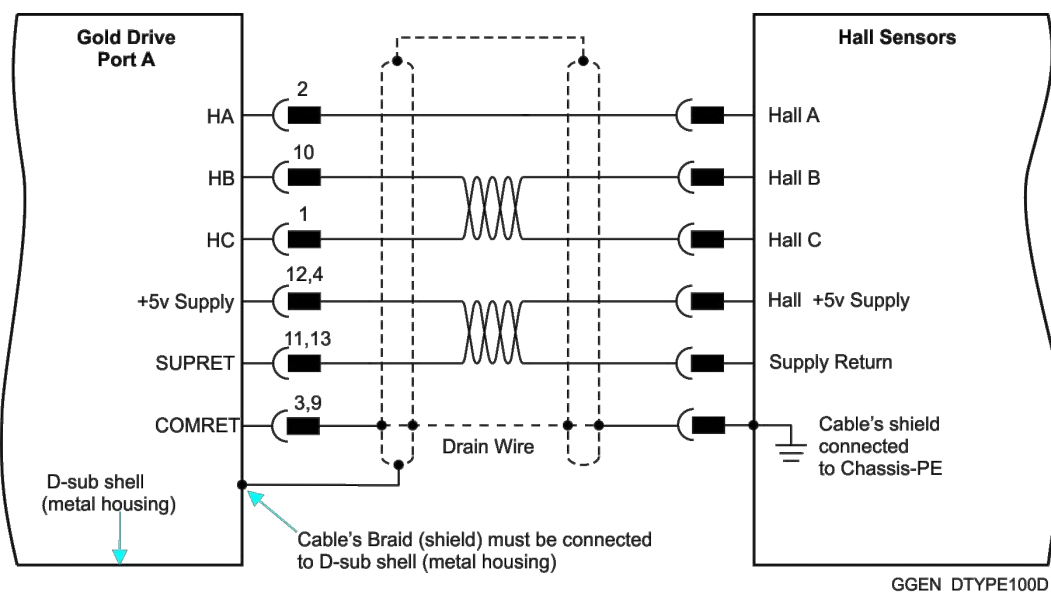 Gold Drive
Port A
Hall Sensors
HA
2
Hall A
HB
10
Hall B
HC
1
Hall C
+5v Supply
12,4
Hall +5v Supply
SUPRET
11,13
Supply Return
COMRET
3,9
Drain Wire
Cable's shield
connected
to Chassis-PE
D-sub shell
(metal housing)
Cable's Braid (shield) must be connected
to D-sub shell (metal housing)
GGEN DTYPE100D